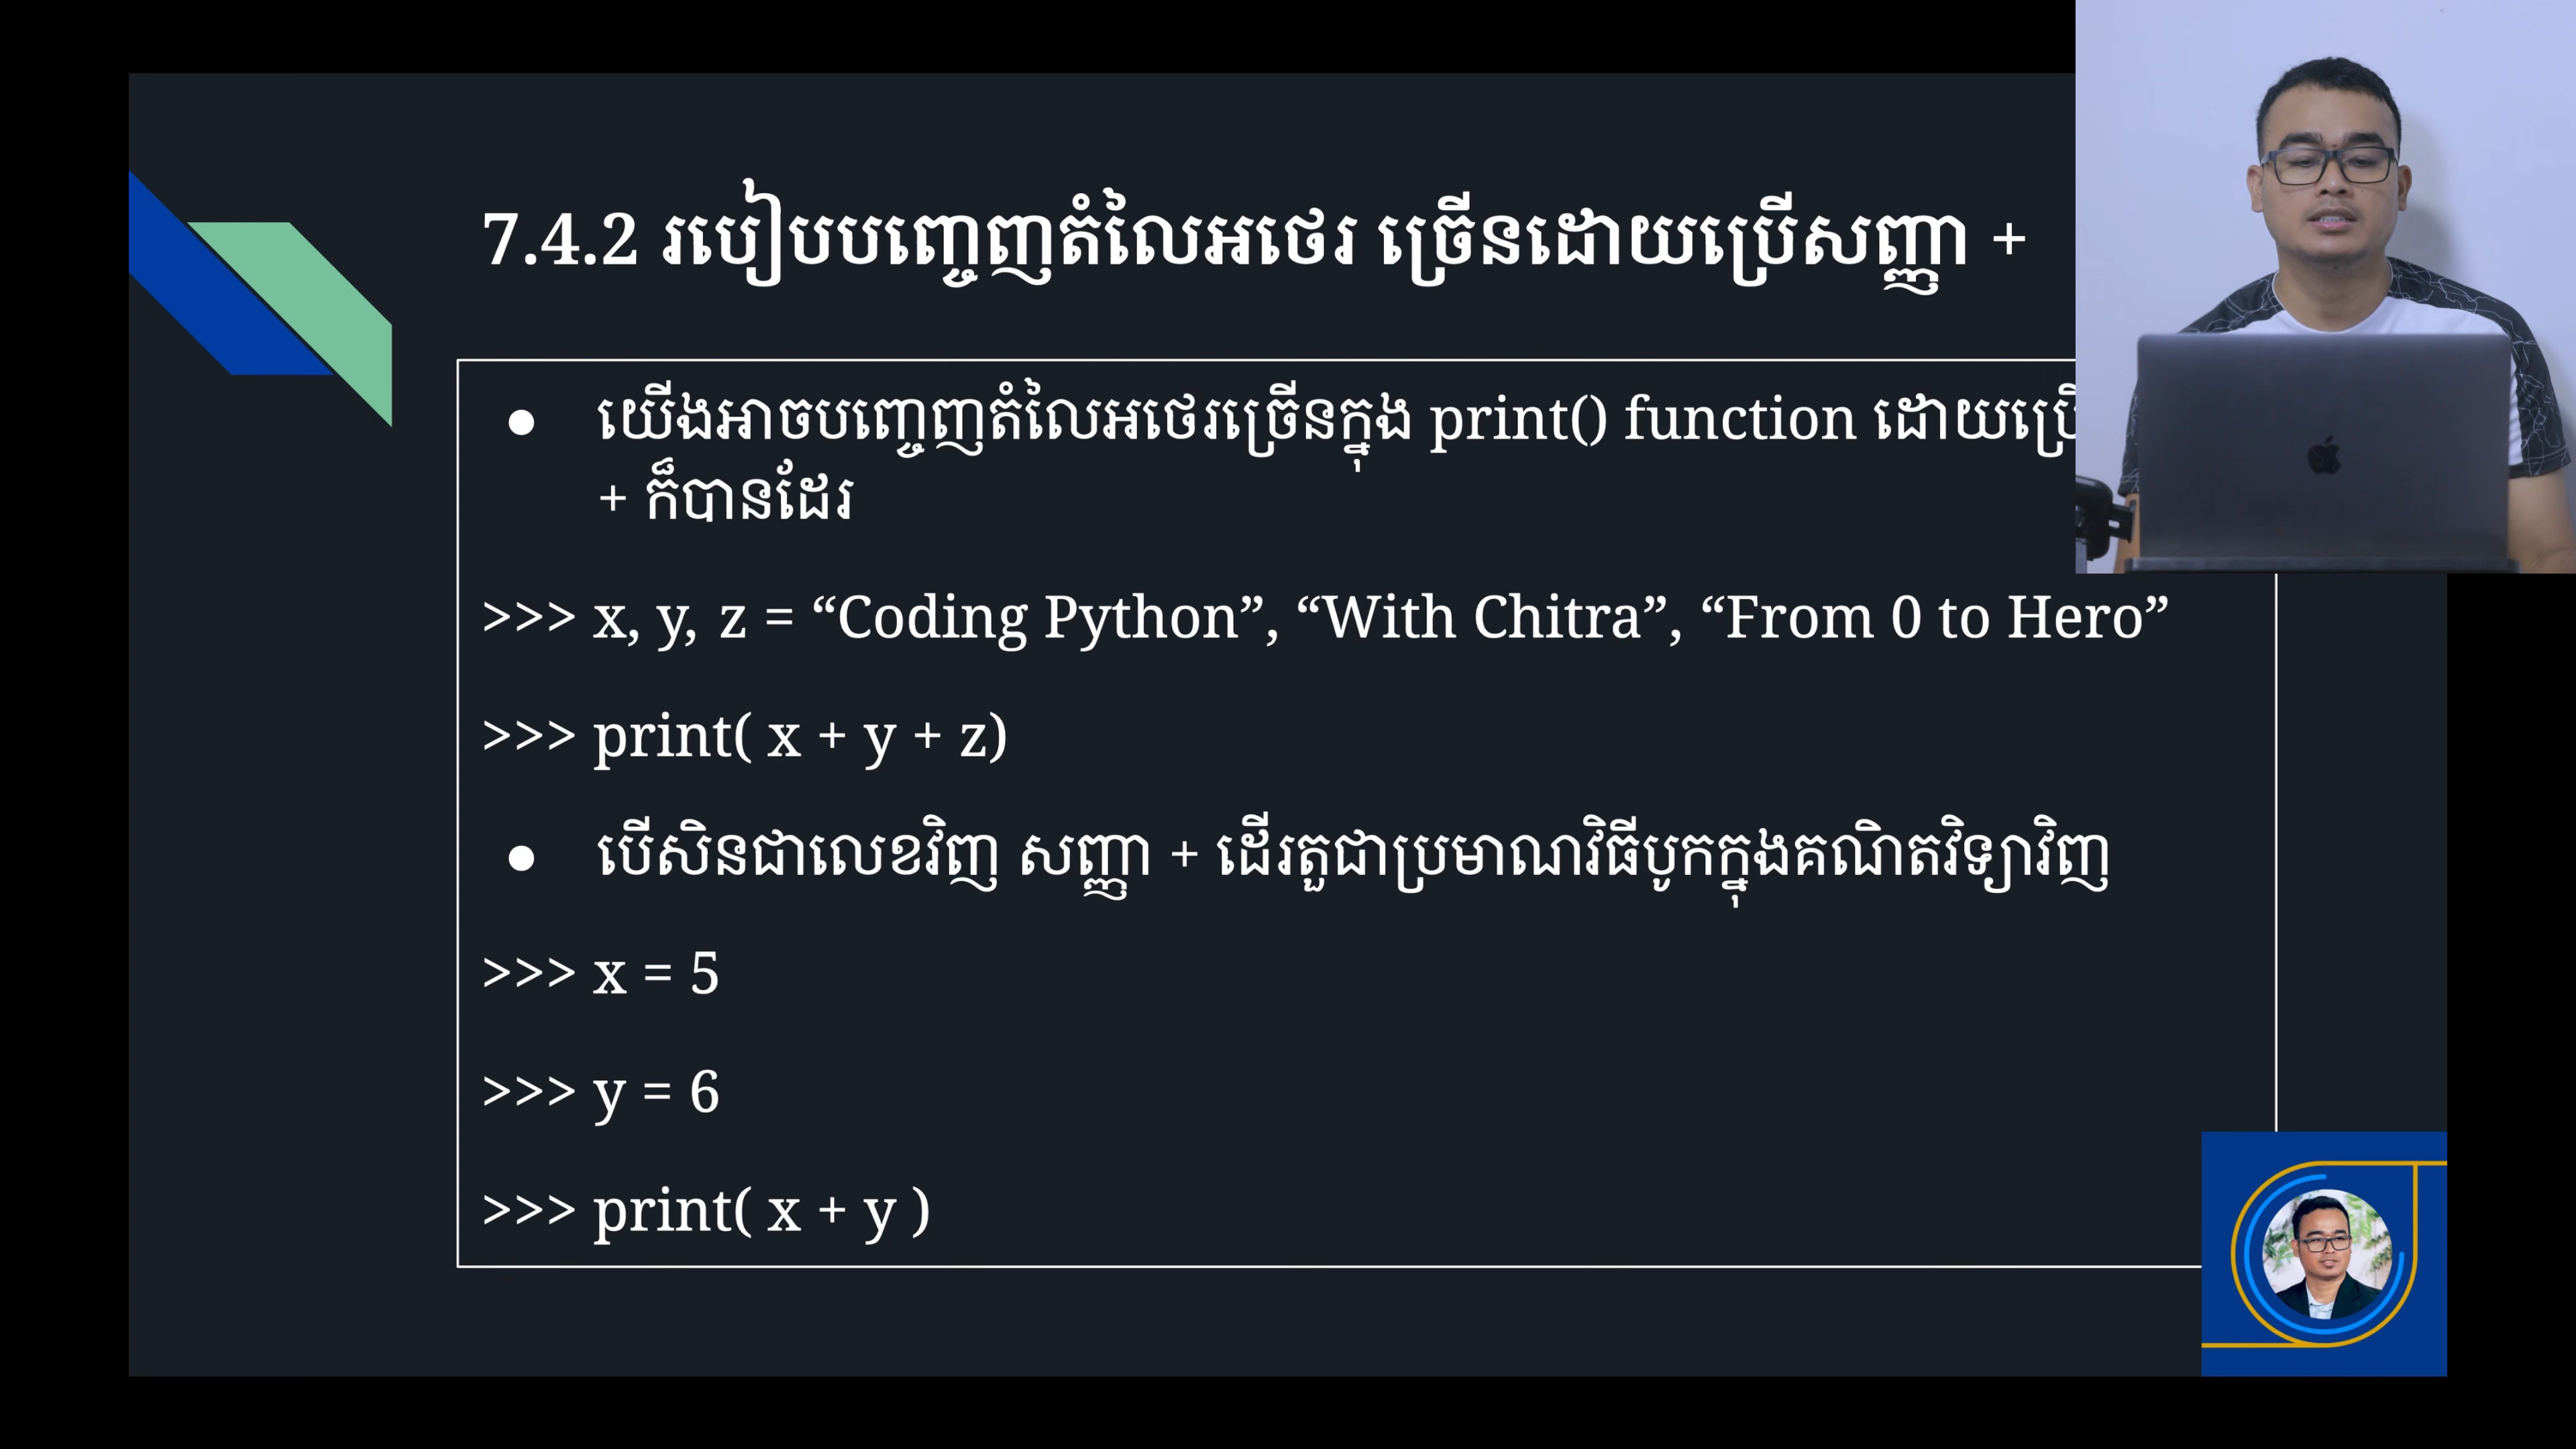 7.4.2 របៀបបញ្ចេញតំលៃអថេរ ច្រើនដោយប្រើសញ្ញា +
● យើងអាចបញ្ចេញតំលៃអថេរច្រើនក្នុង print() function ដោយប្រើ
+ ក៏បានដែរ
>>> x, y, z = “Coding Python”, “With Chitra”, “From 0 to Hero”
>>> print( x + y + z)
● បើសិនជាលេខវិញ សញ្ញា + ដើរតួជាប្រមាណវិធីបូកក្នុងគណិតវិទ្យាវិញ
>>> x = 5
>>> y = 6
>>> print( x + y )